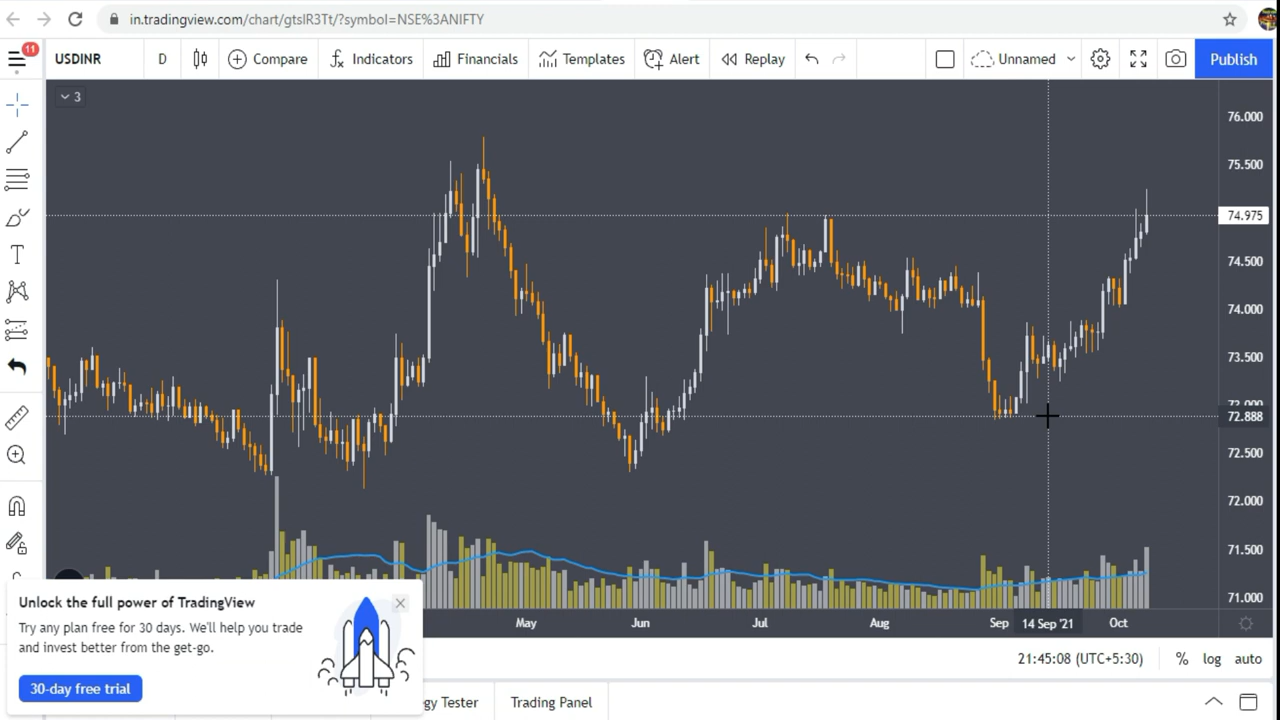 in.tradingview.com/chart/gtslR3Tt/?symbol=NSE%3ANIFTY
11
USDINR
D
Compare
Indicators
Financials
Templates
Alert
Replay
Unnamed
Publish
3
76.000
75.500
74.975
74.500
74.000
73.500
72.888
72.500
72.000
71.500
71.000
May
Jun
Jul
Aug
Sep
14 Sep '21
Oct
Unlock the full power of TradingView
Try any plan free for 30 days. We'll help you trade
and invest better from the get-go.
30-day free trial
21:45:08 (UTC+5:30)
%
log
auto
Tester
Trading Panel